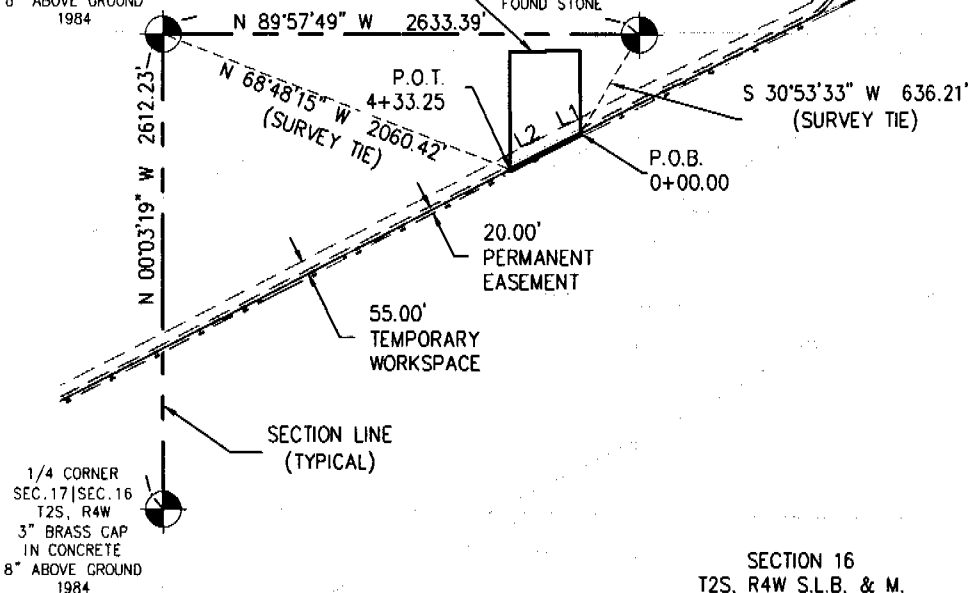 8" ABOVE GROUND
1984
N 89°57'49" W 2633.39'
FOUND STONE
N 00°03'19" W 2612.23'
N 68°48'15" W 2060.42'
(SURVEY TIE)
P.O.T.
4+33.25
L2 L1
S 30°53'33" W 636.21'
(SURVEY TIE)
P.O.B.
0+00.00
20.00'
PERMANENT
EASEMENT
55.00'
TEMPORARY
WORKSPACE
SECTION LINE
(TYPICAL)
1/4 CORNER
SEC.17|SEC.16
T2S, R4W
3" BRASS CAP
IN CONCRETE
8" ABOVE GROUND
1984
SECTION 16
T2S, R4W S.L.B. & M.